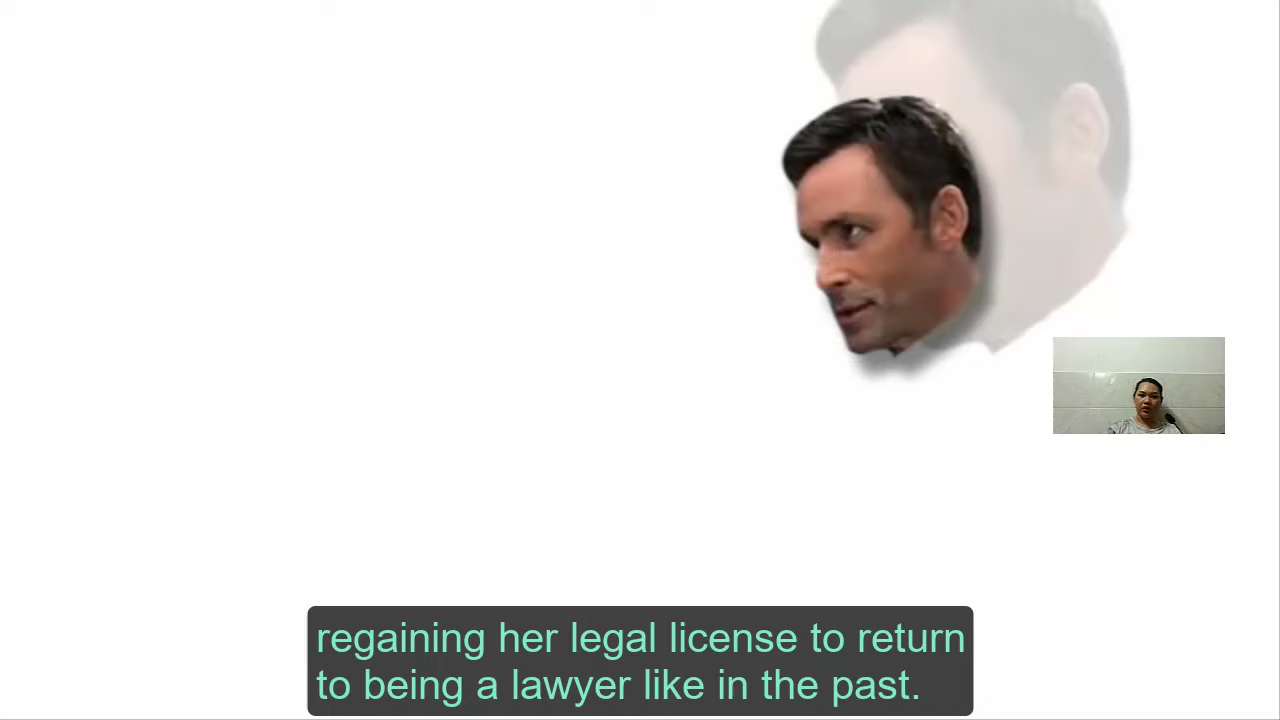 regaining her legal license to return
to being a lawyer like in the past.